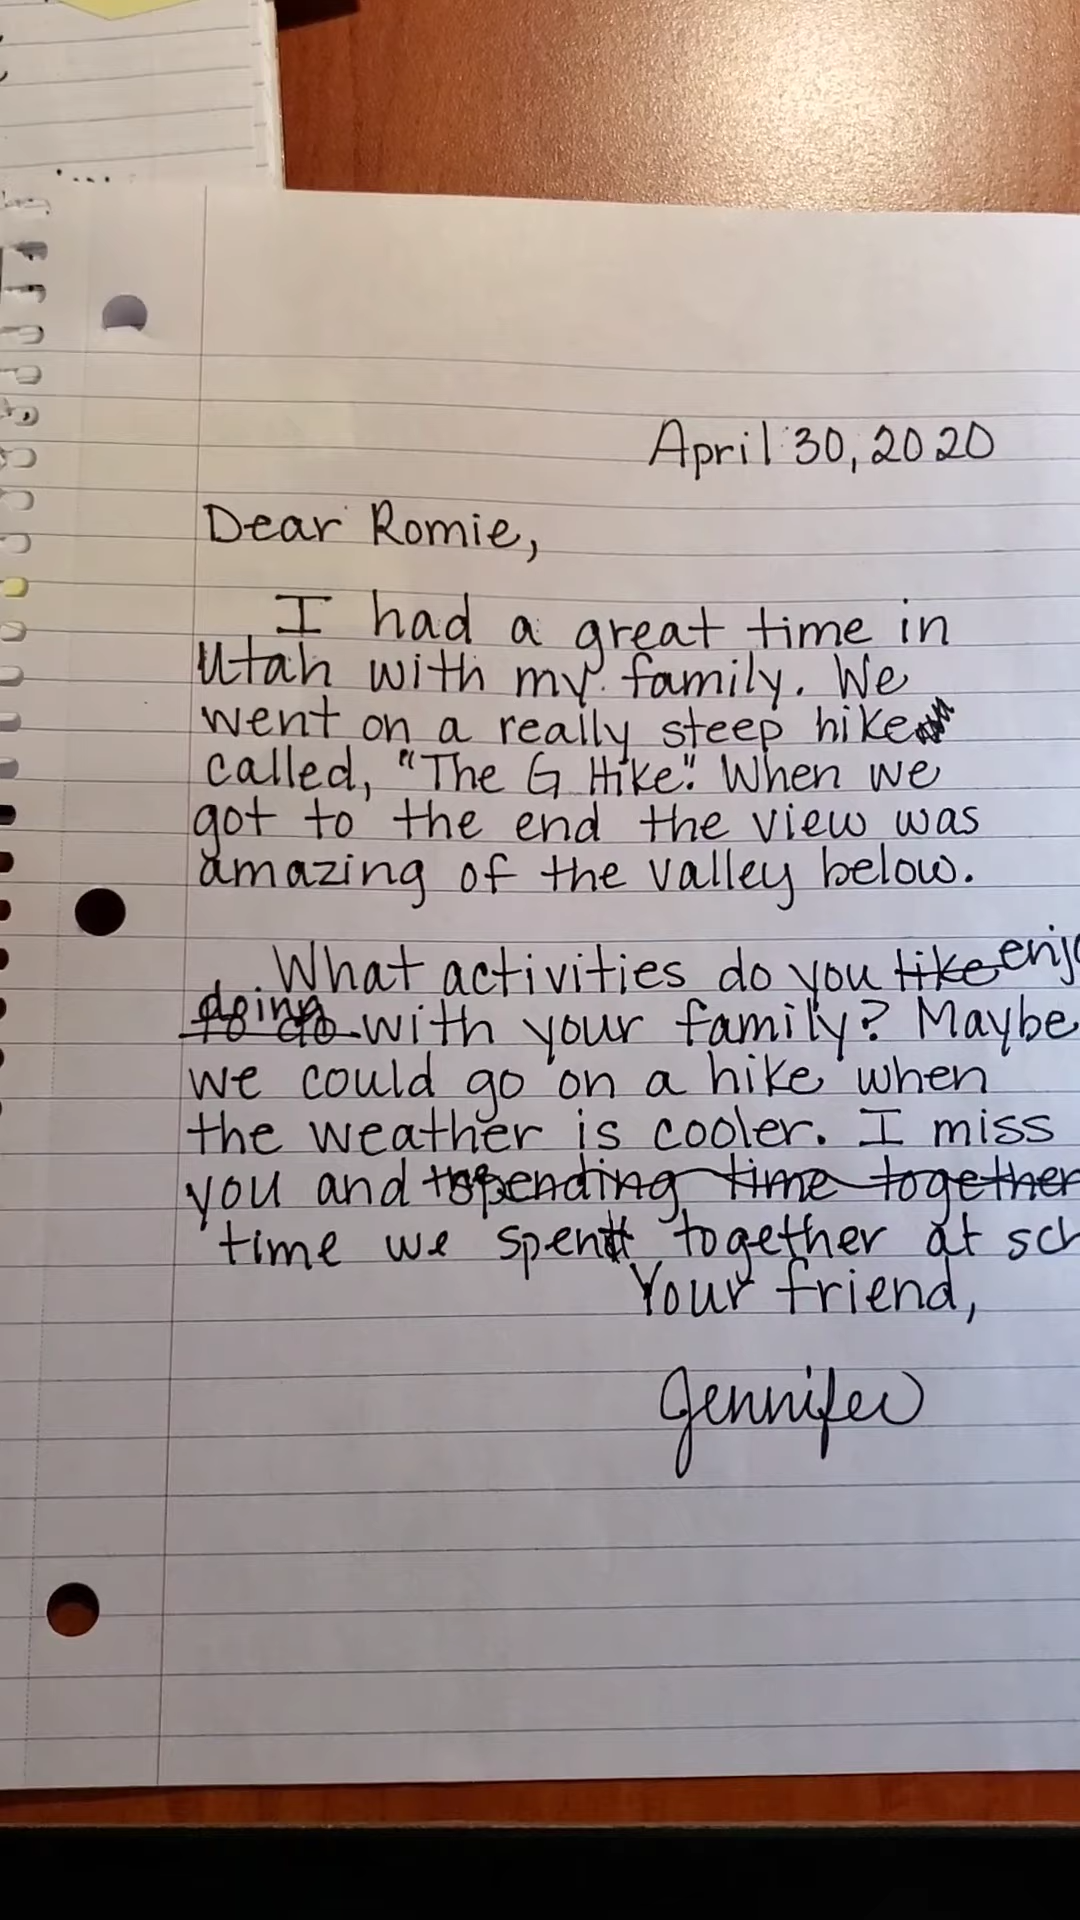 April 30, 2020
Dear Romie,
I had a great time in
Utah with my family. We
went on a really steep hike
called, "The G Hike." When we
got to the end the view was
amazing of the valley below.
What activities do you like enj
doing
to do with your family? Maybe
we could go on a hike when
the weather is cooler. I miss
you and spending time together
time we spent together at sch
Your friend,
Jennifer